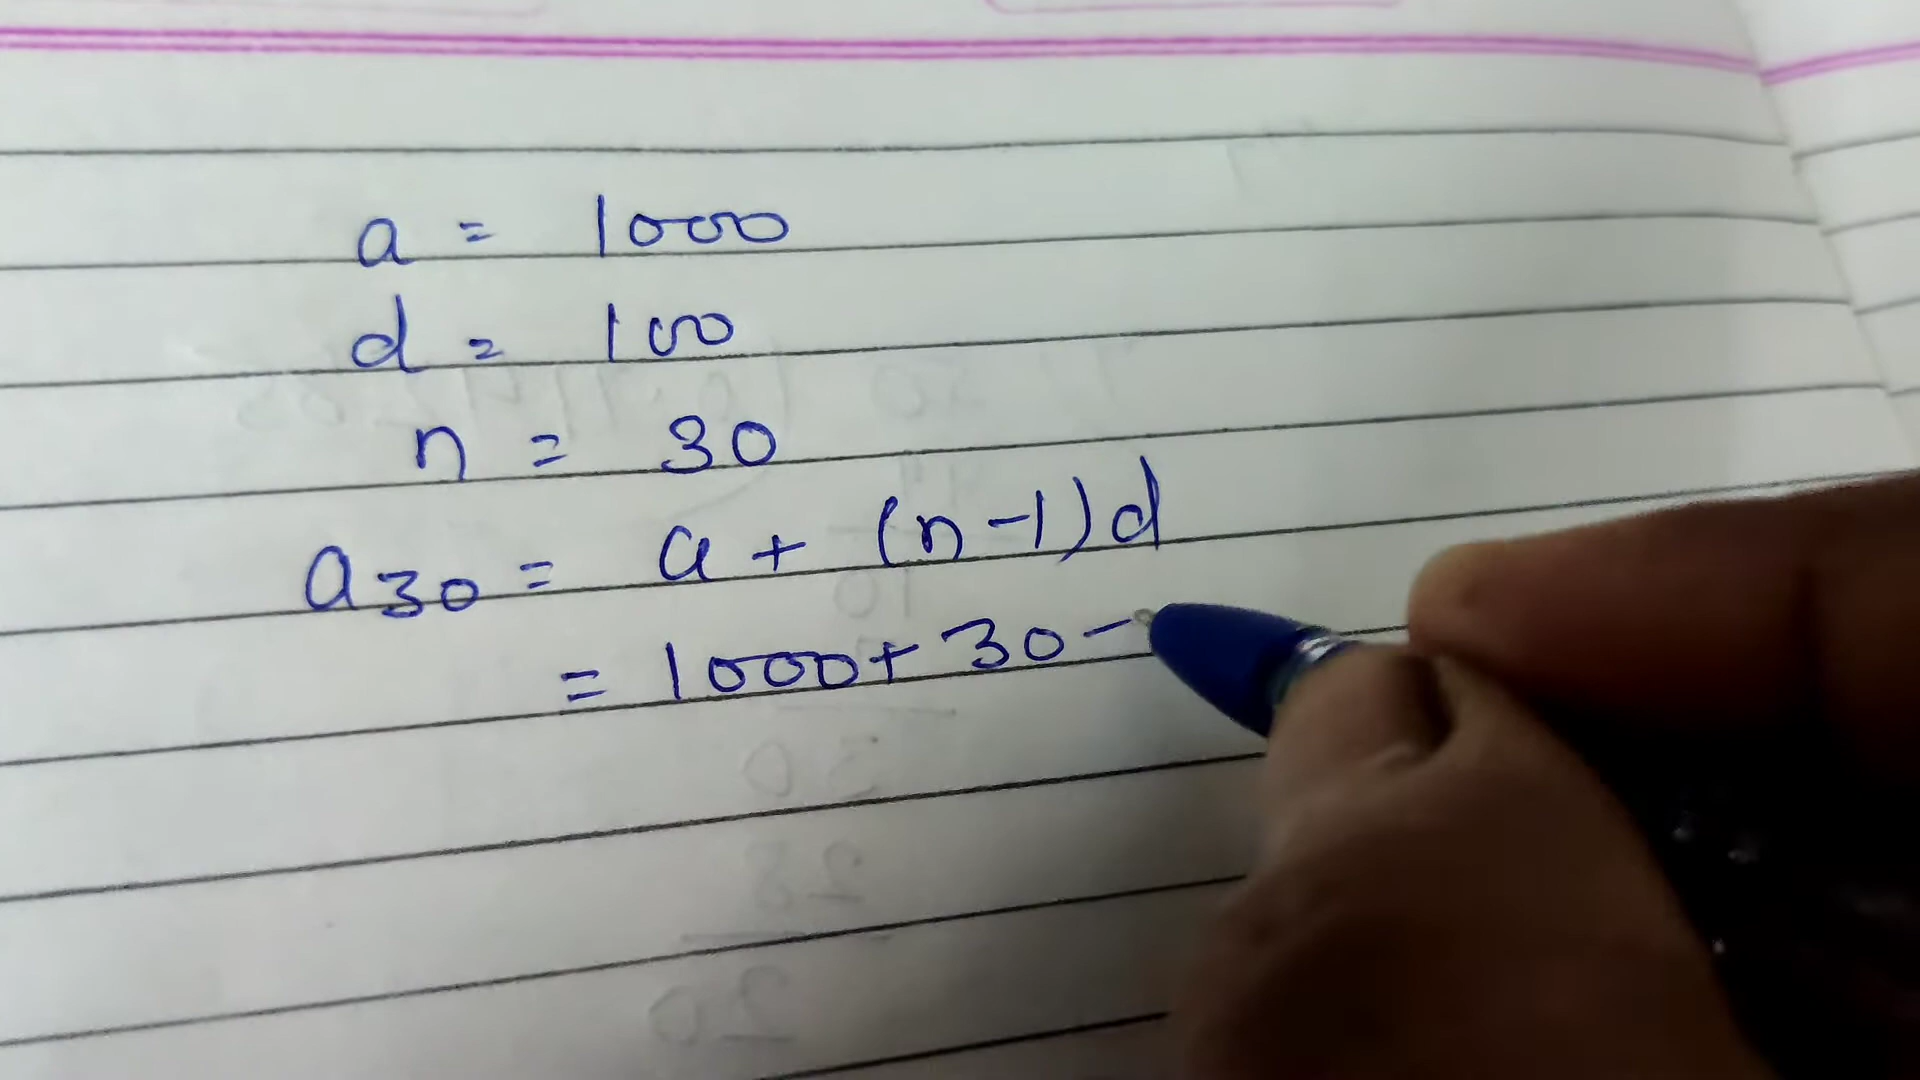 a = 1000
d = 100
n = 30
a30 = a + (n-1)d
= 1000 + 30 -